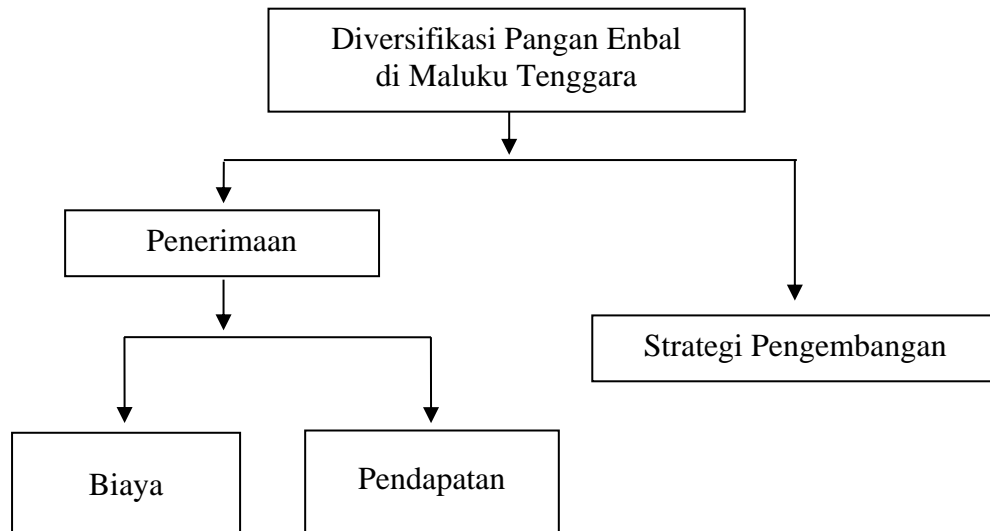 Diversifikasi Pangan Enbal
di Maluku Tenggara
Penerimaan
Strategi Pengembangan
Biaya
Pendapatan